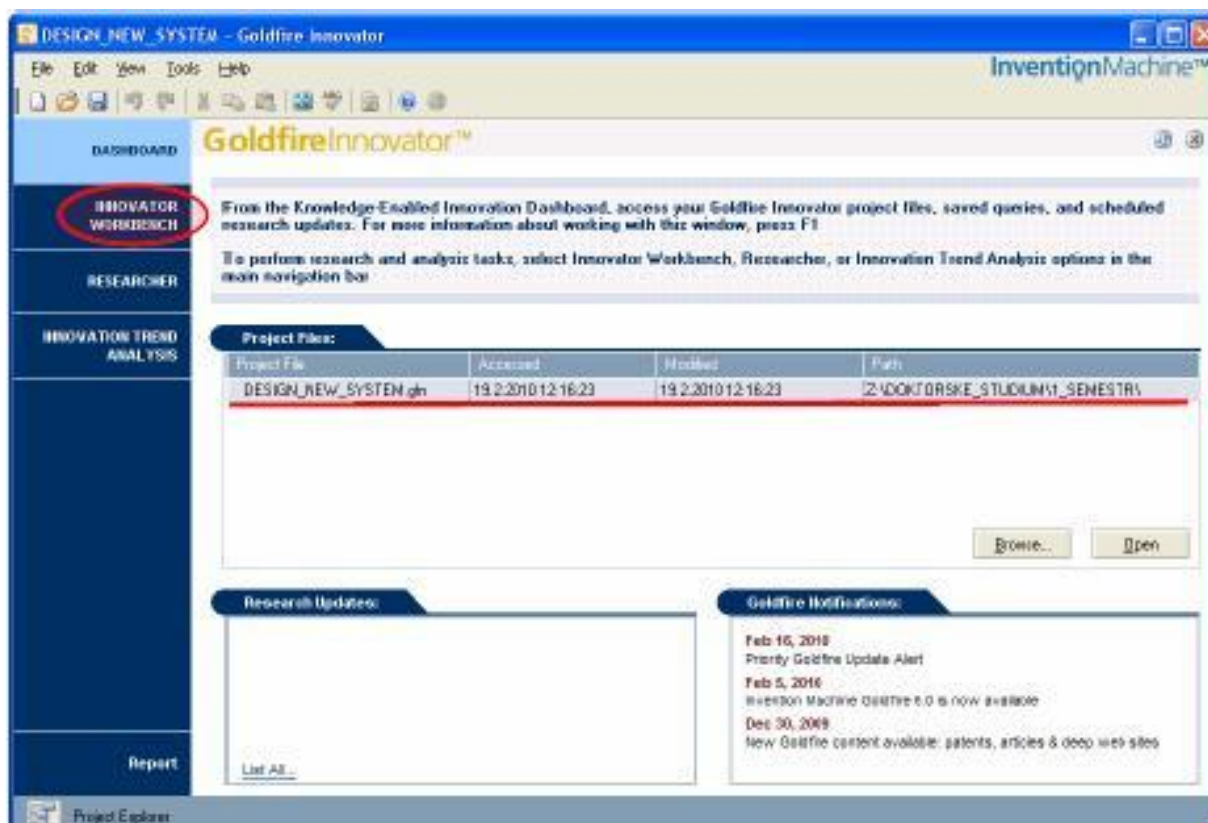 DESIGN_NEW_SYSTEM - Goldfire Innovator
File Edit View Tools Help
InventionMachine™
DASHBOARD
GoldfireInnovator™
INNOVATOR
WORKBENCH
From the Knowledge-Enabled Innovation Dashboard, access your Goldfire Innovator project files, saved queries, and scheduled
research updates. For more information about working with this window, press F1
To perform research and analysis tasks, select Innovator Workbench, Researcher, or Innovation Trend Analysis options in the
main navigation bar
RESEARCHER
INNOVATION TREND
ANALYSIS
Project Files:
Project File Accessed Modified Path
DESIGN_NEW_SYSTEM.gfn 19.2.2010 12:16:23 19.2.2010 12:16:23 Z:\DOKTORSKE_STUDIUM\1_SEMESTR\
Browse... Open
Research Updates:
List All...
Goldfire Notifications:
Feb 16, 2010
Priority Goldfire Update Alert
Feb 5, 2010
Invention Machine Goldfire 6.0 is now available
Dec 30, 2009
New Goldfire content available: patents, articles & deep web sites
Report
Project Explorer